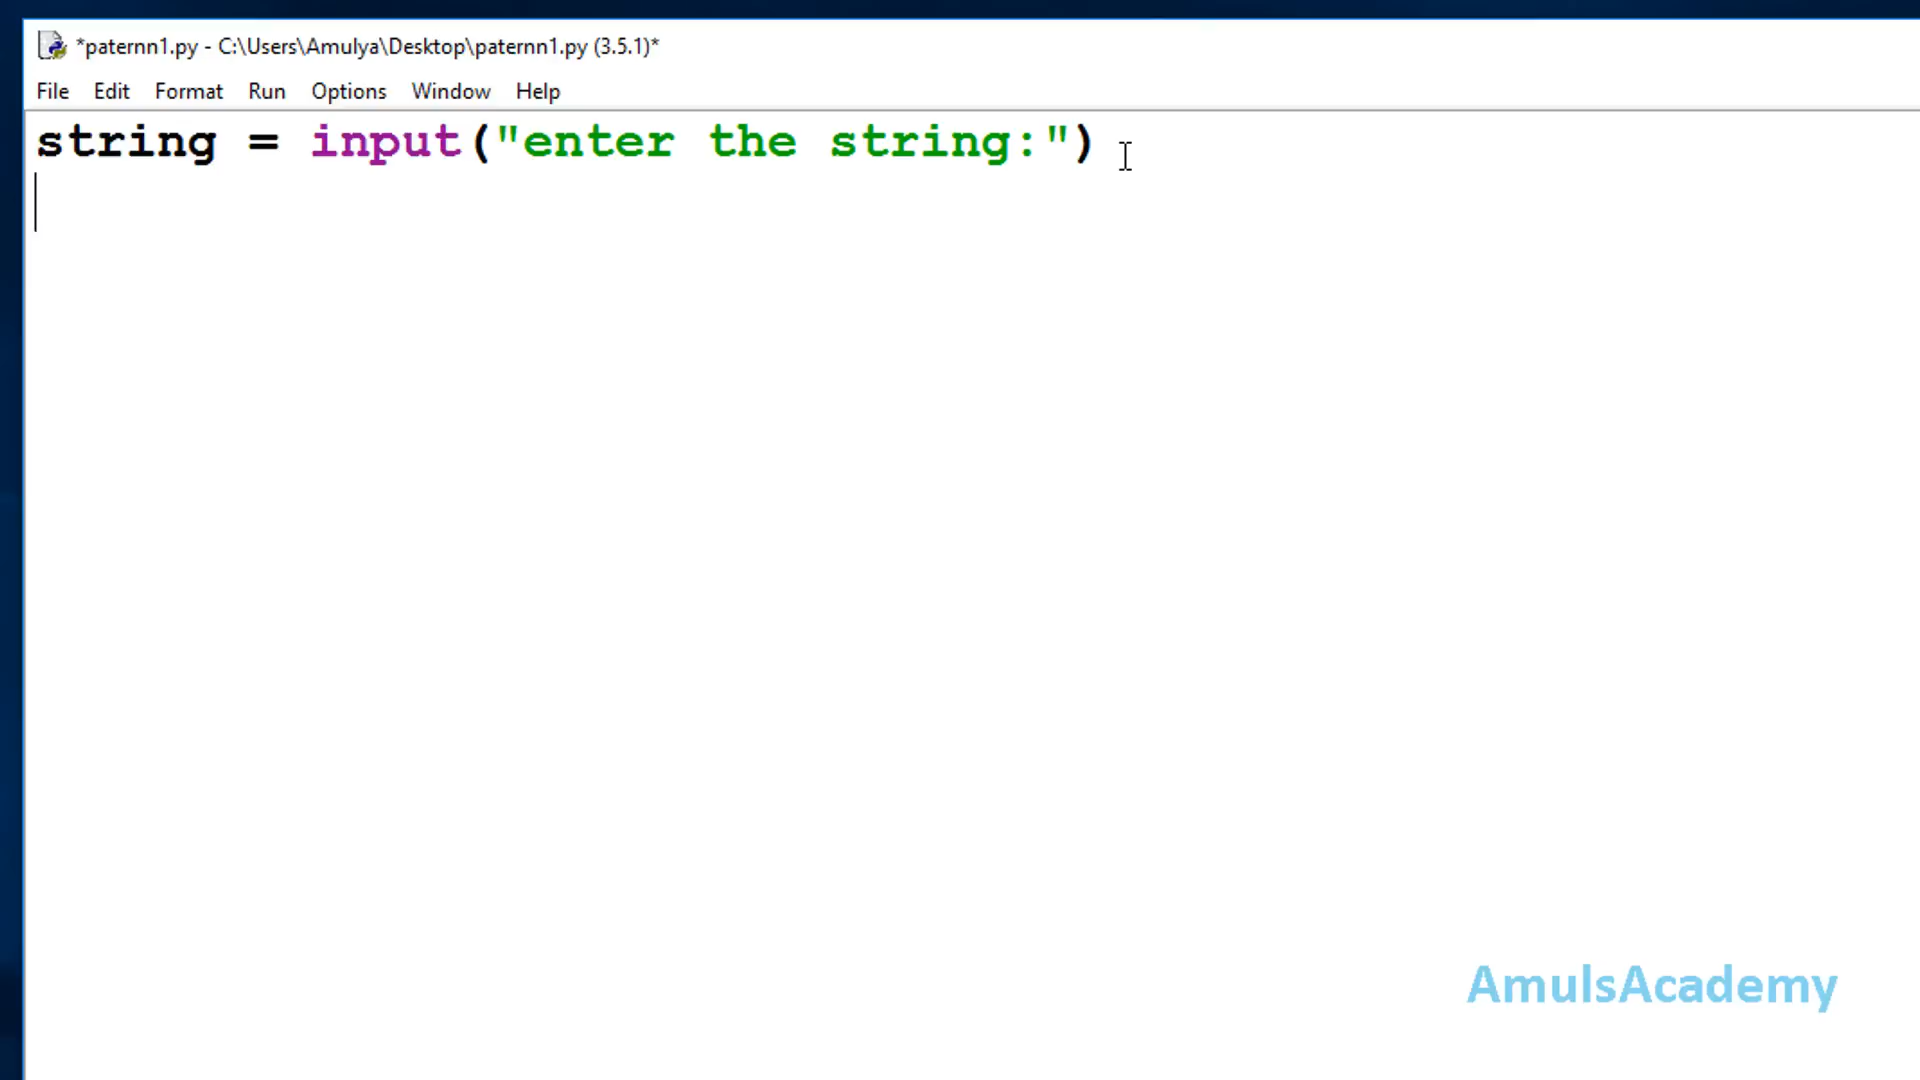 *paternn1.py - C:\Users\Amulya\Desktop\paternn1.py (3.5.1)*
File Edit Format Run Options Window Help
string = input("enter the string:")
AmulsAcademy